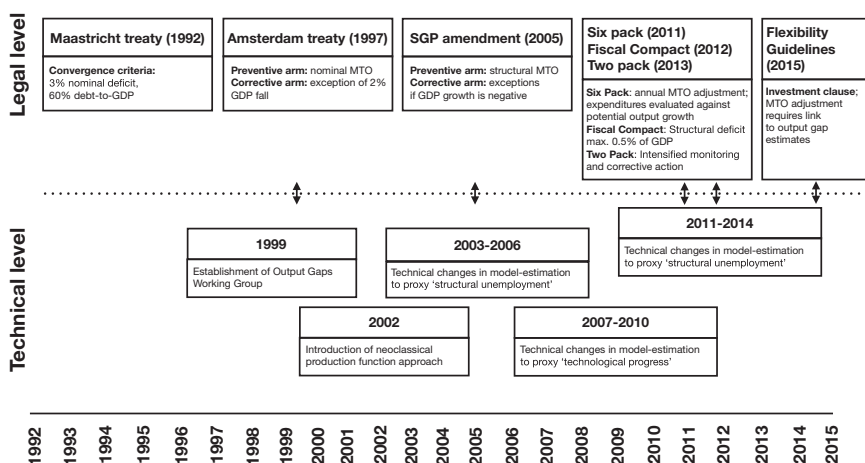 Legal level
Maastricht treaty (1992)
Convergence criteria:
3% nominal deficit,
60% debt-to-GDP
Amsterdam treaty (1997)
Preventive arm: nominal MTO
Corrective arm: exception of 2%
GDP fall
SGP amendment (2005)
Preventive arm: structural MTO
Corrective arm: exceptions
if GDP growth is negative
Six pack (2011)
Fiscal Compact (2012)
Two pack (2013)
Six Pack: annual MTO adjustment;
expenditures evaluated against
potential output growth
Fiscal Compact: Structural deficit
max. 0.5% of GDP
Two Pack: Intensified monitoring
and corrective action
Flexibility
Guidelines
(2015)
Investment clause;
MTO adjustment
requires link
to output gap
estimates
Technical level
1999
Establishment of Output Gaps
Working Group
2003-2006
Technical changes in model-estimation
to proxy ‘structural unemployment’
2011-2014
Technical changes in model-estimation
to proxy ‘structural unemployment’
2002
Introduction of neoclassical
production function approach
2007-2010
Technical changes in model-estimation
to proxy ‘technological progress’
1992
1993
1994
1995
1996
1997
1998
1999
2000
2001
2002
2003
2004
2005
2006
2007
2008
2009
2010
2011
2012
2013
2014
2015